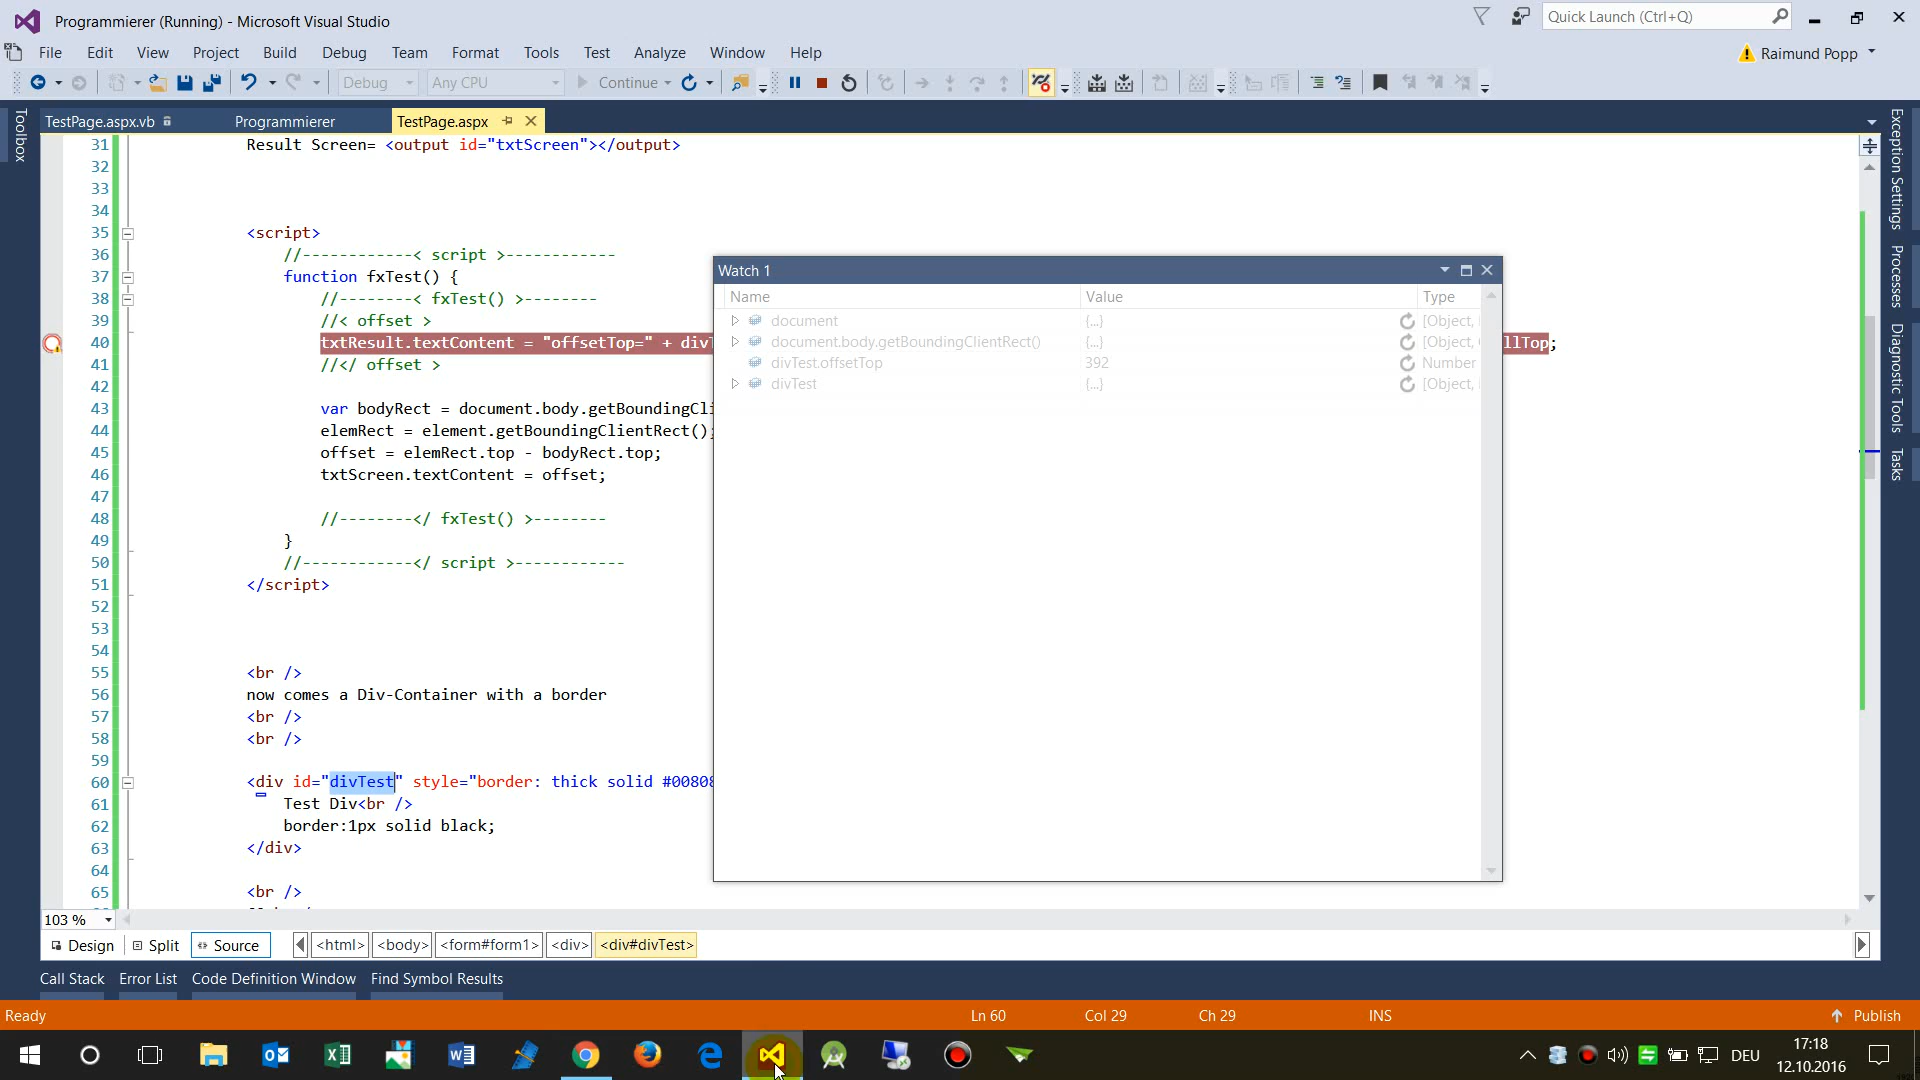 Programmierer (Running) - Microsoft Visual Studio
Quick Launch (Ctrl+Q)
File Edit View Project Build Debug Team Format Tools Test Analyze Window Help
Raimund Popp
Debug Any CPU Continue
Toolbox
TestPage.aspx.vb Programmierer TestPage.aspx
31 Result Screen= <output id="txtScreen"></output>
32
33
34
35 <script>
36 //------------< script >------------
37 function fxTest() {
38 //--------< fxTest() >--------
39 //< offset >
40 txtResult.textContent = "offsetTop=" + divT llTop;
41 //</ offset >
42
43 var bodyRect = document.body.getBoundingCli
44 elemRect = element.getBoundingClientRect();
45 offset = elemRect.top - bodyRect.top;
46 txtScreen.textContent = offset;
47
48 //--------</ fxTest() >--------
49 }
50 //------------</ script >------------
51 </script>
52
53
54
55 <br />
56 now comes a Div-Container with a border
57 <br />
58 <br />
59
60 <div id="divTest" style="border: thick solid #00808
61 Test Div<br />
62 border:1px solid black;
63 </div>
64
65 <br />
Watch 1
Name Value Type
document {...} [Object,
document.body.getBoundingClientRect() {...} [Object,
divTest.offsetTop 392 Number
divTest {...} [Object,
Exception Settings
Processes
Diagnostic Tools
Tasks
103 %
Design Split Source <html> <body> <form#form1> <div> <div#divTest>
Call Stack Error List Code Definition Window Find Symbol Results
Ready Ln 60 Col 29 Ch 29 INS Publish
DEU 17:18
12.10.2016